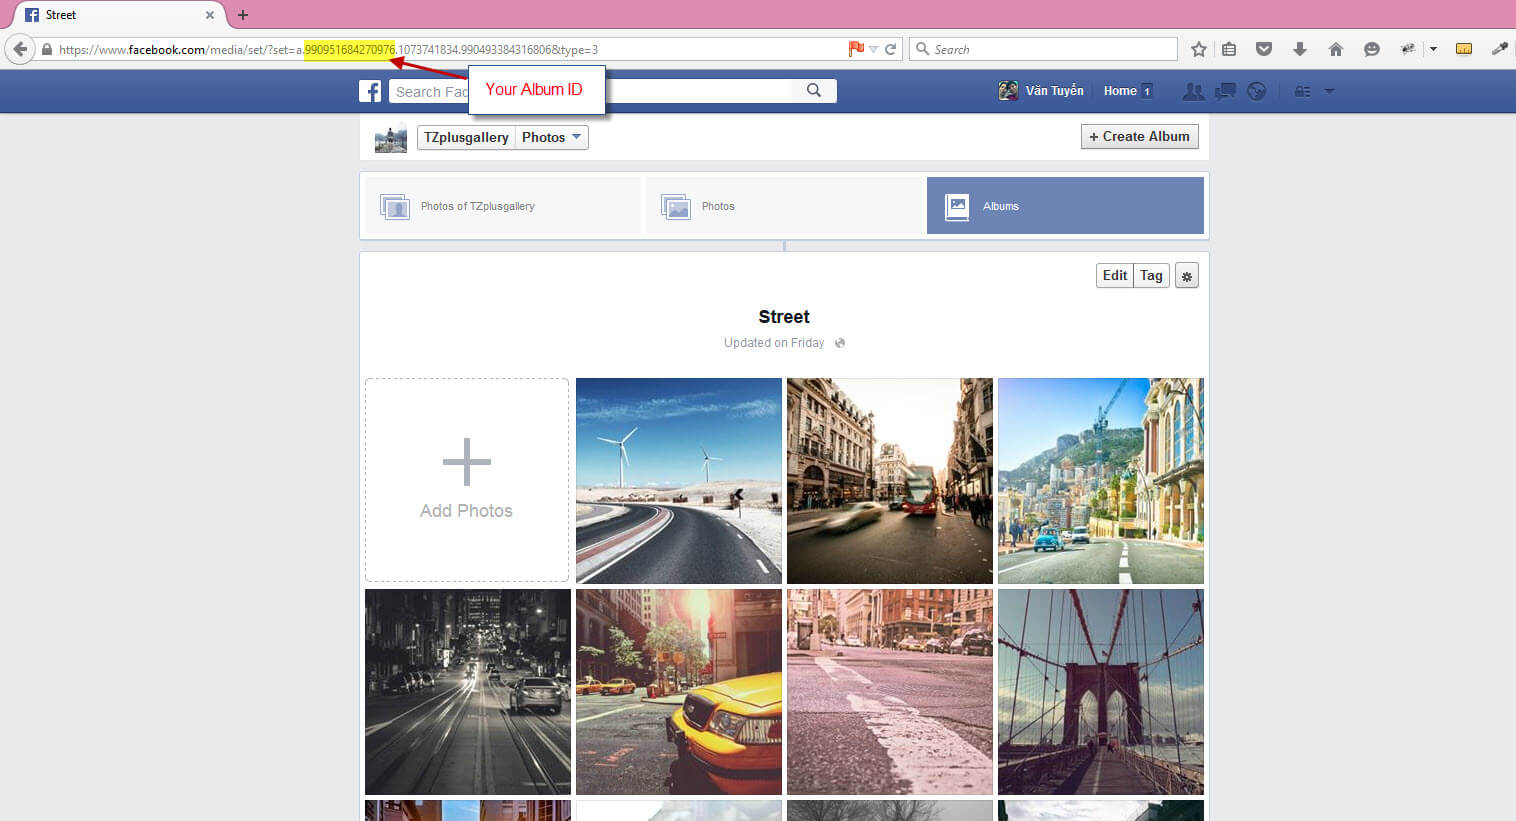 Street
https://www.facebook.com/media/set/?set=a.990951684270976.1073741834.990493384316806&type=3
Search
Your Album ID
Search Fac
Văn Tuyến
Home 1
TZplusgallery
Photos
+ Create Album
Photos of TZplusgallery
Photos
Albums
Edit
Tag
Street
Updated on Friday
Add Photos